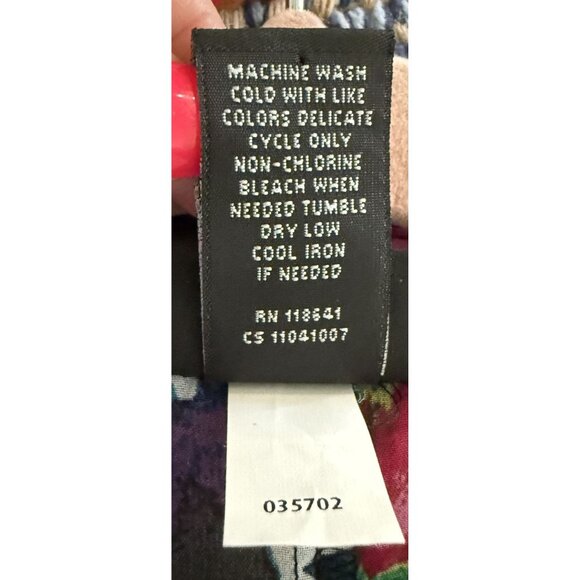 MACHINE WASH
COLD WITH LIKE
COLORS DELICATE
CYCLE ONLY
NON-CHLORINE
BLEACH WHEN
NEEDED TUMBLE
DRY LOW
COOL IRON
IF NEEDED
RN 118641
CS 11041007
035702